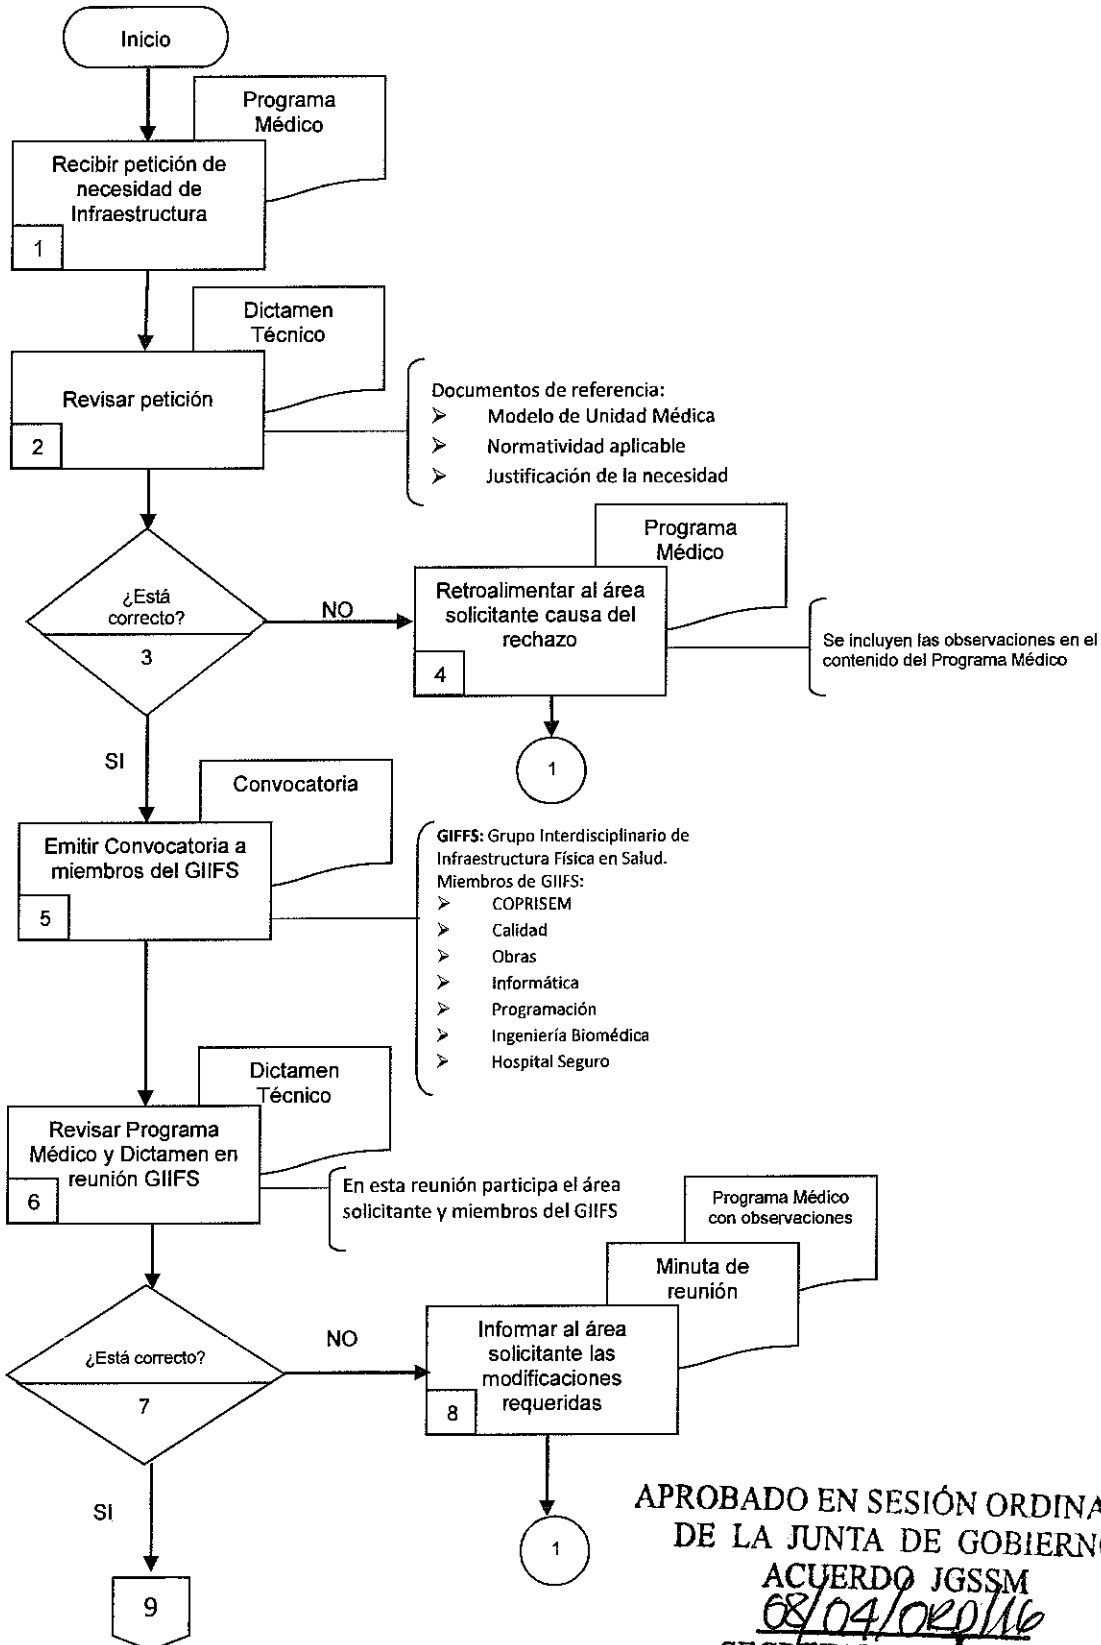 Inicio
Programa
Médico
Recibir petición de
necesidad de
Infraestructura
1
Dictamen
Técnico
Revisar petición
2
Documentos de referencia:
➢ Modelo de Unidad Médica
➢ Normatividad aplicable
➢ Justificación de la necesidad
¿Está
correcto?
3
NO
Programa
Médico
Retroalimentar al área
solicitante causa del
rechazo
4
Se incluyen las observaciones en el
contenido del Programa Médico
1
SI
Convocatoria
Emitir Convocatoria a
miembros del GIIFS
5
GIFFS: Grupo Interdisciplinario de
Infraestructura Física en Salud.
Miembros de GIIFS:
➢ COPRISEM
➢ Calidad
➢ Obras
➢ Informática
➢ Programación
➢ Ingeniería Biomédica
➢ Hospital Seguro
Dictamen
Técnico
Revisar Programa
Médico y Dictamen en
reunión GIIFS
6
En esta reunión participa el área
solicitante y miembros del GIIFS
Programa Médico
con observaciones
Minuta de
reunión
¿Está correcto?
7
NO
Informar al área
solicitante las
modificaciones
requeridas
8
1
SI
9
APROBADO EN SESIÓN ORDINA
DE LA JUNTA DE GOBIERNO
ACUERDO JGSSM
68/04/ORD/16